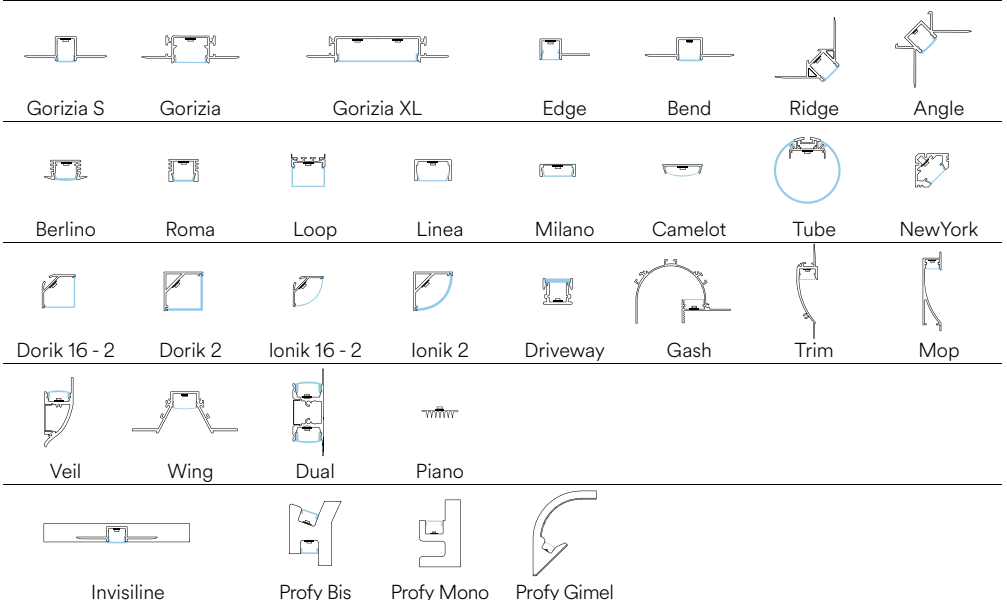 Gorizia S Gorizia Gorizia XL Edge Bend Ridge Angle
Berlino Roma Loop Linea Milano Camelot Tube NewYork
Dorik 16 - 2 Dorik 2 Ionik 16 - 2 Ionik 2 Driveway Gash Trim Mop
Veil Wing Dual Piano
Invisiline Profy Bis Profy Mono Profy Gimel